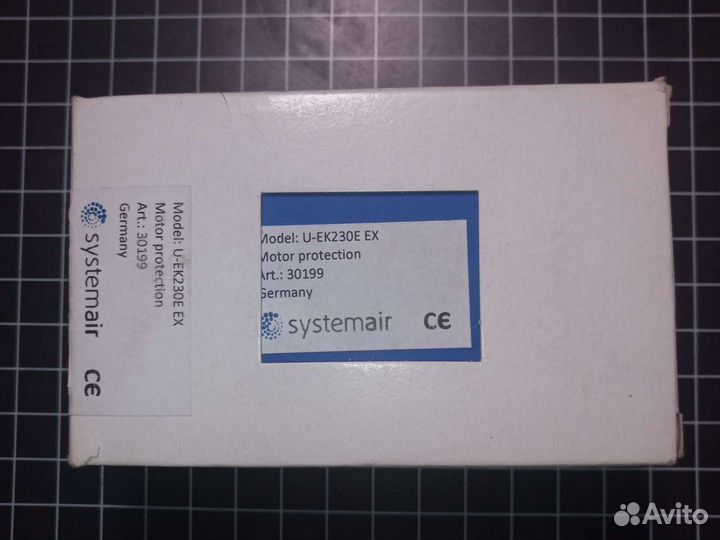 Model: U-EK230E EX
Motor protection
Art.: 30199
Germany
systemair CE
Model: U-EK230E EX
Motor protection
Art.: 30199
Germany
systemair CE
Avito